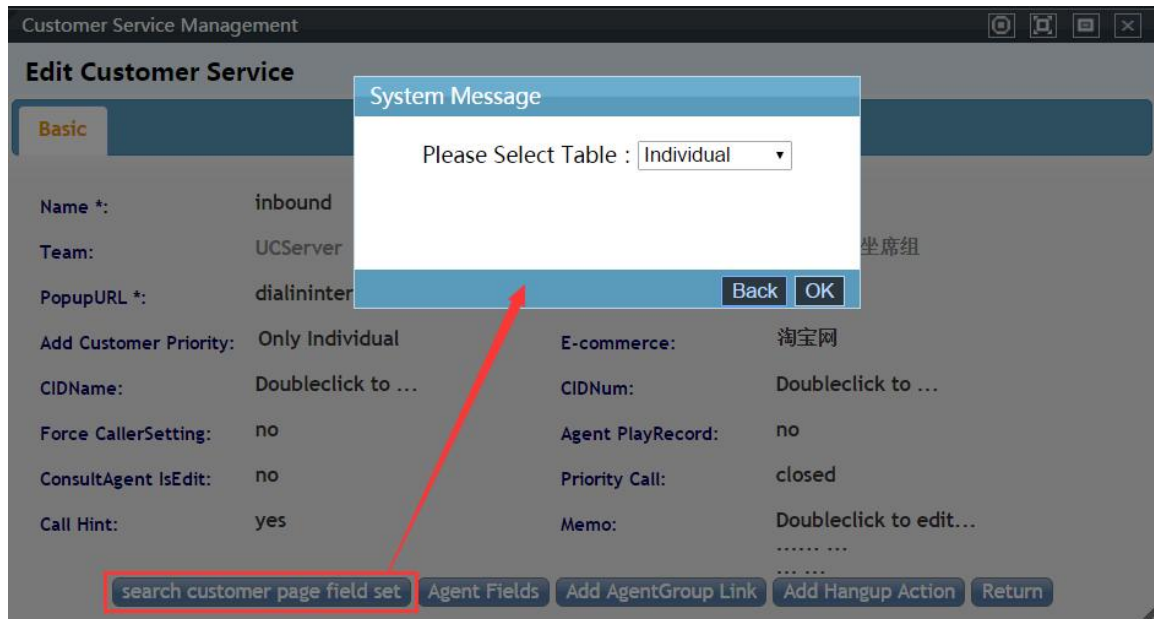 Customer Service Management
Edit Customer Service
System Message
Basic
Please Select Table : Individual
Name *: inbound
Team: UCServer 坐席组
PopupURL *: dialininter
Back OK
Add Customer Priority: Only Individual E-commerce: 淘宝网
CIDName: Doubleclick to ... CIDNum: Doubleclick to ...
Force CallerSetting: no Agent PlayRecord: no
ConsultAgent IsEdit: no Priority Call: closed
Call Hint: yes Memo: Doubleclick to edit...
...... ...
... ...
search customer page field set Agent Fields Add AgentGroup Link Add Hangup Action Return